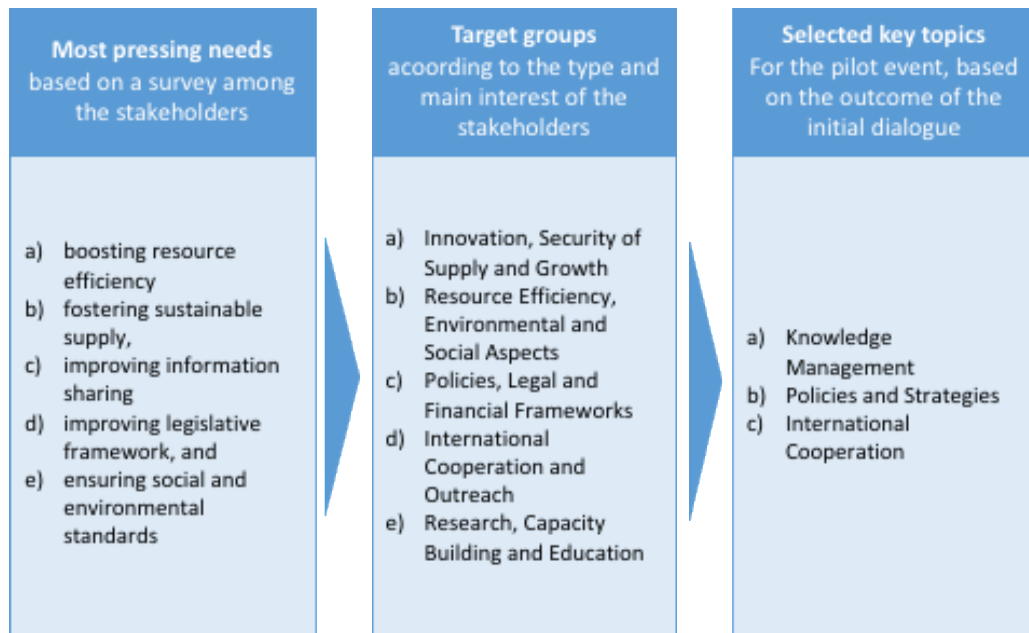 Most pressing needs
based on a survey among
the stakeholders
a) boosting resource
efficiency
b) fostering sustainable
supply,
c) improving information
sharing
d) improving legislative
framework, and
e) ensuring social and
environmental
standards
Target groups
acoording to the type and
main interest of the
stakeholders
a) Innovation, Security of
Supply and Growth
b) Resource Efficiency,
Environmental and
Social Aspects
c) Policies, Legal and
Financial Frameworks
d) International
Cooperation and
Outreach
e) Research, Capacity
Building and Education
Selected key topics
For the pilot event, based
on the outcome of the
initial dialogue
a) Knowledge
Management
b) Policies and Strategies
c) International
Cooperation